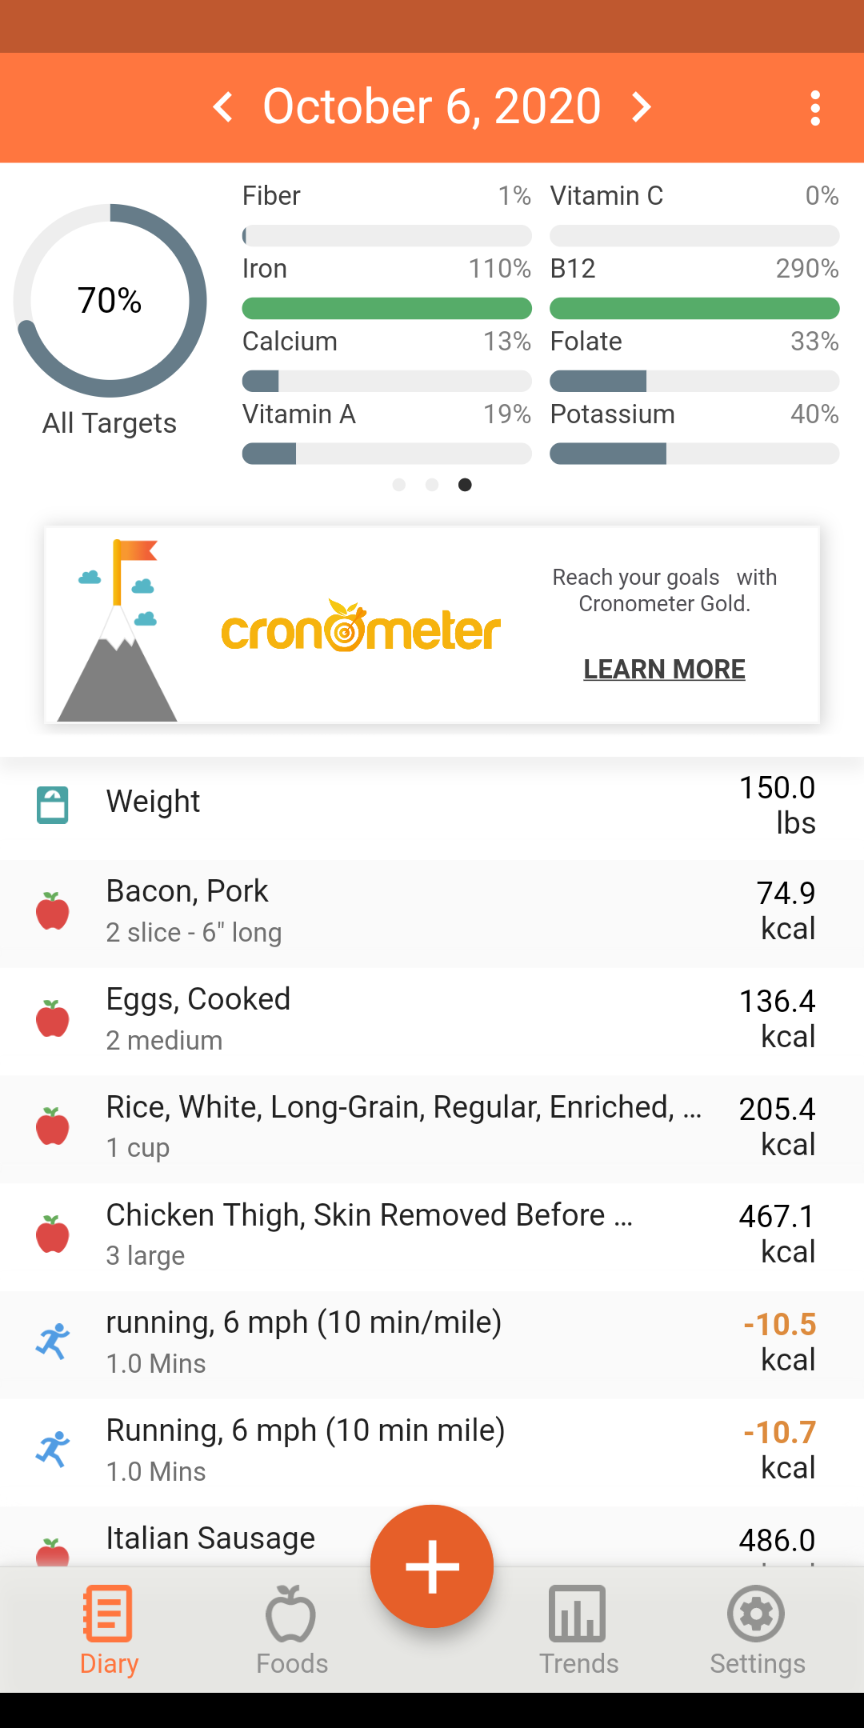 October 6, 2020
Fiber 1% Vitamin C 0%
Iron 110% B12 290%
Calcium 13% Folate 33%
Vitamin A 19% Potassium 40%
70%
All Targets
cronometer
Reach your goals with
Cronometer Gold.
LEARN MORE
Weight 150.0
lbs
Bacon, Pork 74.9
2 slice - 6" long kcal
Eggs, Cooked 136.4
2 medium kcal
Rice, White, Long-Grain, Regular, Enriched, ... 205.4
1 cup kcal
Chicken Thigh, Skin Removed Before ... 467.1
3 large kcal
running, 6 mph (10 min/mile) -10.5
1.0 Mins kcal
Running, 6 mph (10 min mile) -10.7
1.0 Mins kcal
Italian Sausage 486.0
Diary Foods Trends Settings